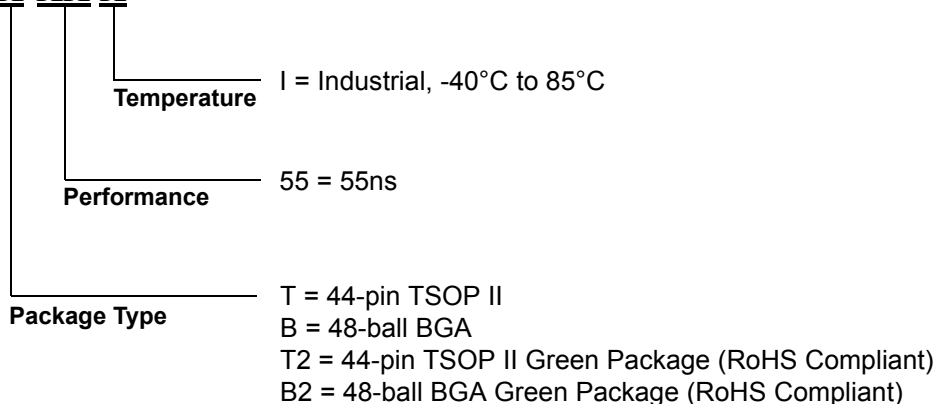 Temperature I = Industrial, -40°C to 85°C
Performance 55 = 55ns
Package Type T = 44-pin TSOP II
B = 48-ball BGA
T2 = 44-pin TSOP II Green Package (RoHS Compliant)
B2 = 48-ball BGA Green Package (RoHS Compliant)